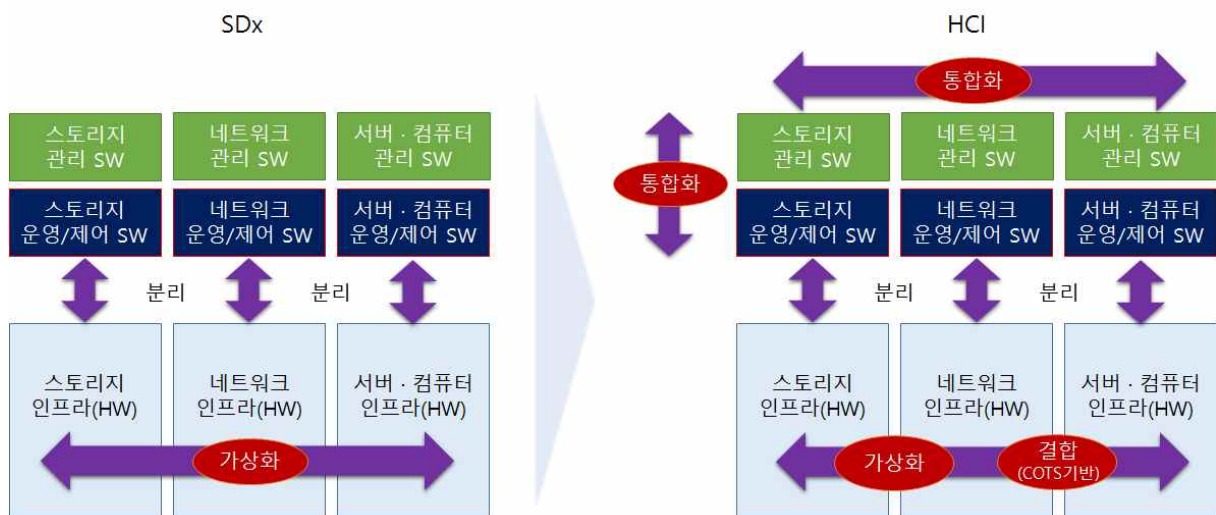 SDx
스토리지
관리 SW
네트워크
관리 SW
서버 · 컴퓨터
관리 SW
스토리지
운영/제어 SW
네트워크
운영/제어 SW
서버 · 컴퓨터
운영/제어 SW
분리
분리
스토리지
인프라(HW)
네트워크
인프라(HW)
서버 · 컴퓨터
인프라(HW)
가상화
HCI
통합화
통합화
스토리지
관리 SW
네트워크
관리 SW
서버 · 컴퓨터
관리 SW
스토리지
운영/제어 SW
네트워크
운영/제어 SW
서버 · 컴퓨터
운영/제어 SW
분리
분리
스토리지
인프라(HW)
네트워크
인프라(HW)
서버 · 컴퓨터
인프라(HW)
가상화
결합
(COTS기반)